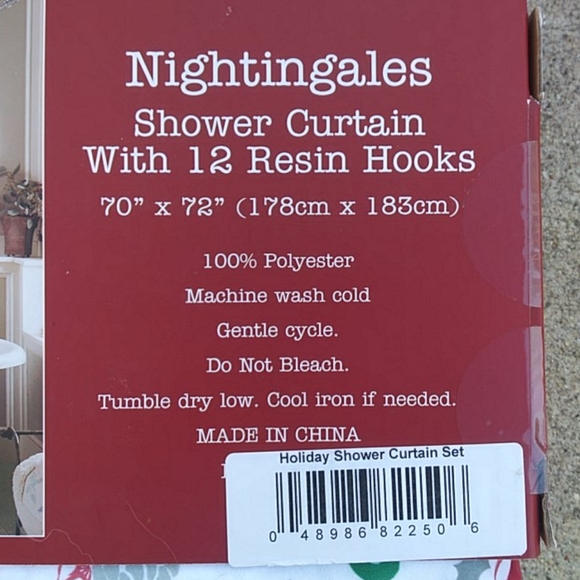 Nightingales
Shower Curtain
With 12 Resin Hooks
70" x 72" (178cm x 183cm)
100% Polyester
Machine wash cold
Gentle cycle.
Do Not Bleach.
Tumble dry low. Cool iron if needed.
MADE IN CHINA
Holiday Shower Curtain Set
0 48986 82250 6